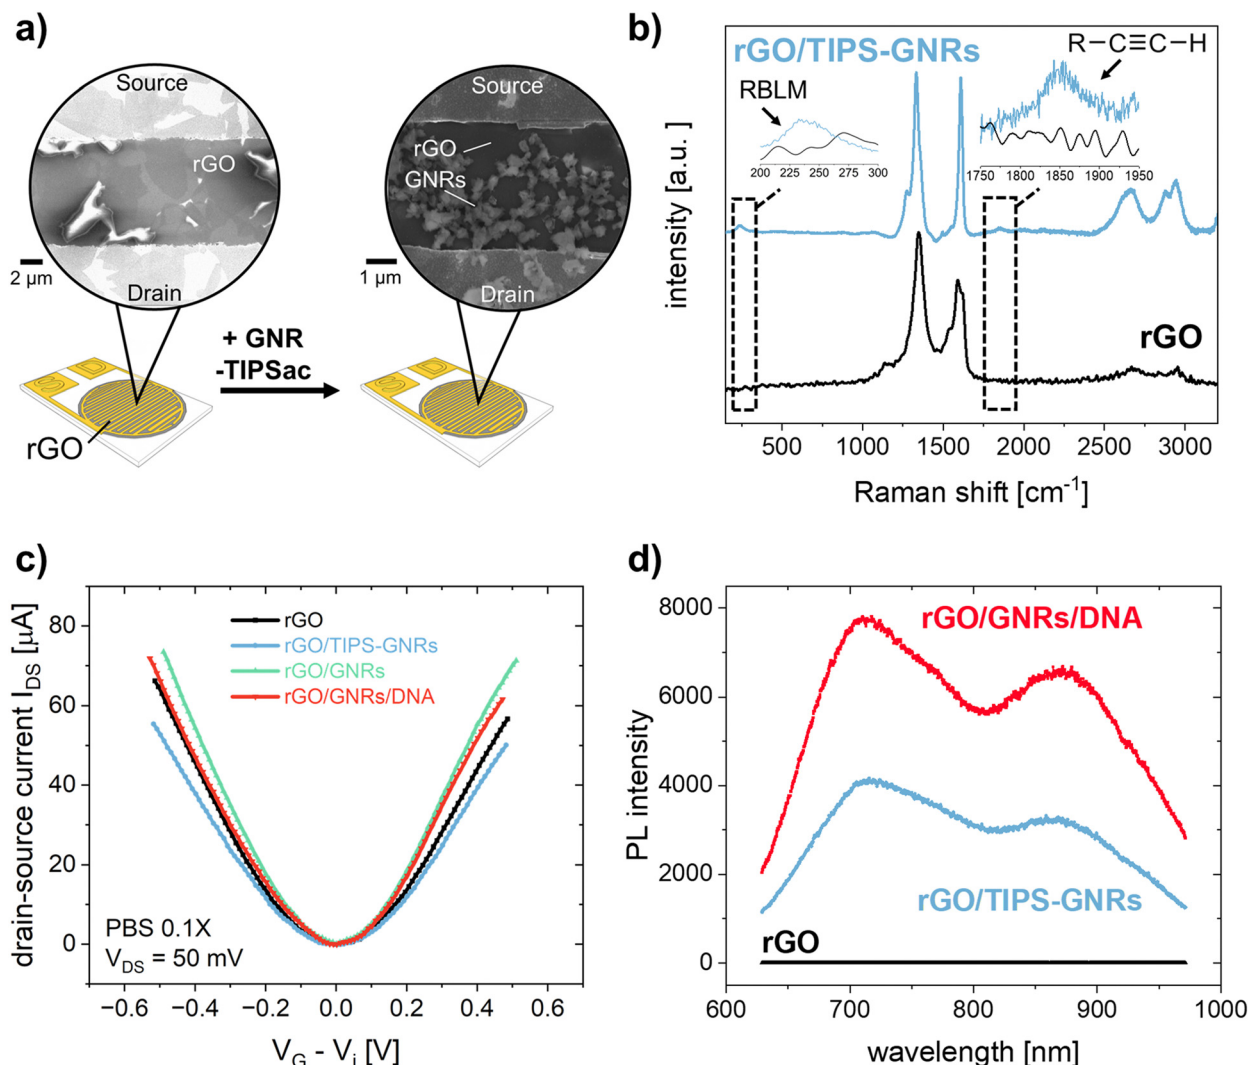 a)
Source
rGO
Drain
2 µm
Source
rGO
GNRs
Drain
1 µm
+ GNR
-TIPSac
S
D
rGO
S
D
b)
rGO/TIPS-GNRs
R–C≡C–H
RBLM
200 225 250 275 300
1750 1800 1850 1900 1950
rGO
intensity [a.u.]
500 1000 1500 2000 2500 3000
Raman shift [cm⁻¹]
c)
drain-source current I_DS [µA]
80
60
40
20
0
rGO
rGO/TIPS-GNRs
rGO/GNRs
rGO/GNRs/DNA
PBS 0.1X
V_DS = 50 mV
−0.6 −0.4 −0.2 0.0 0.2 0.4 0.6
V_G - V_i [V]
d)
PL intensity
8000
6000
4000
2000
0
rGO/GNRs/DNA
rGO/TIPS-GNRs
rGO
600 700 800 900 1000
wavelength [nm]